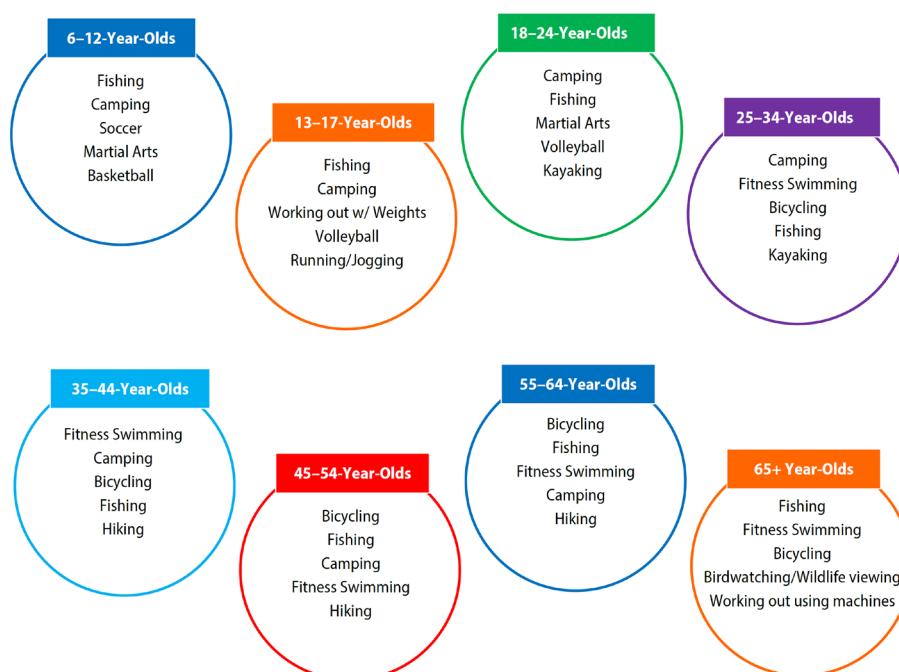 6–12-Year-Olds
Fishing
Camping
Soccer
Martial Arts
Basketball
13–17-Year-Olds
Fishing
Camping
Working out w/ Weights
Volleyball
Running/Jogging
18–24-Year-Olds
Camping
Fishing
Martial Arts
Volleyball
Kayaking
25–34-Year-Olds
Camping
Fitness Swimming
Bicycling
Fishing
Kayaking
35–44-Year-Olds
Fitness Swimming
Camping
Bicycling
Fishing
Hiking
45–54-Year-Olds
Bicycling
Fishing
Camping
Fitness Swimming
Hiking
55–64-Year-Olds
Bicycling
Fishing
Fitness Swimming
Camping
Hiking
65+ Year-Olds
Fishing
Fitness Swimming
Bicycling
Birdwatching/Wildlife viewing
Working out using machines